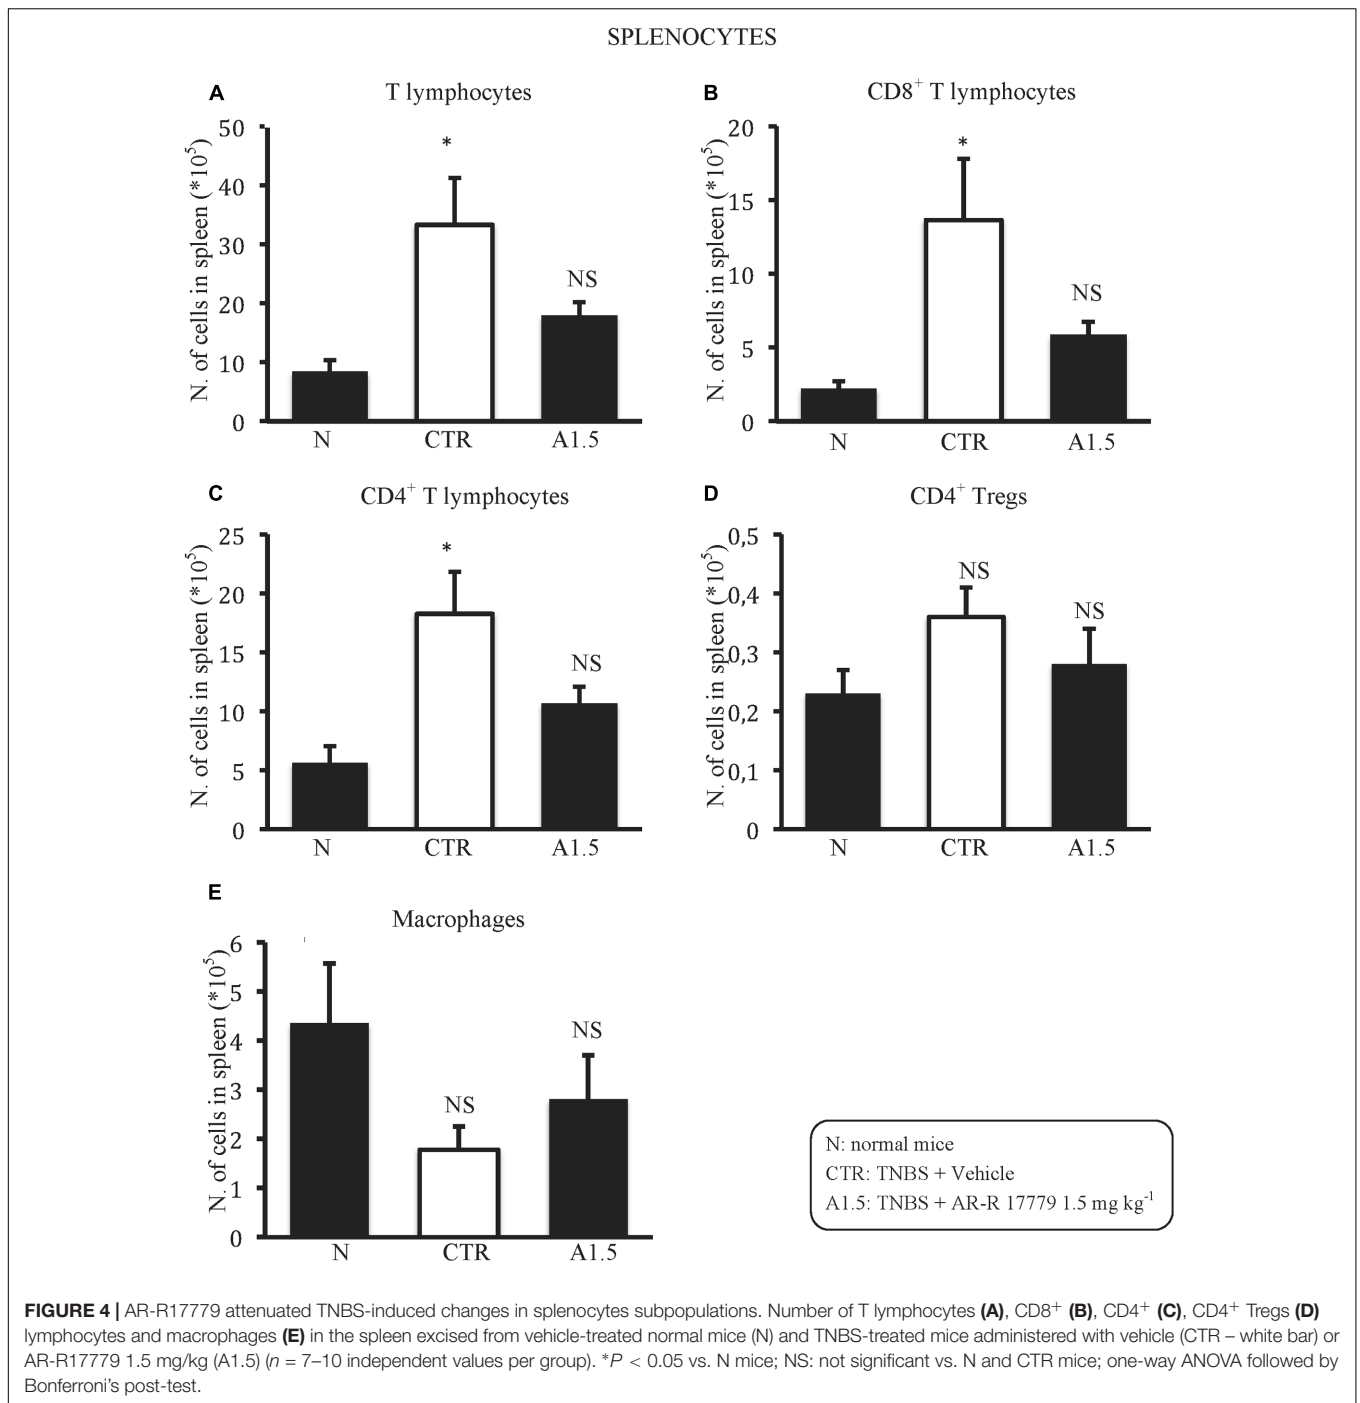 SPLENOCYTES
A
T lymphocytes
N. of cells in spleen (*10⁵)
50
40
30
20
10
0
*
NS
N
CTR
A1.5
B
CD8⁺ T lymphocytes
N. of cells in spleen (*10⁵)
20
15
10
5
0
*
NS
N
CTR
A1.5
C
CD4⁺ T lymphocytes
N. of cells in spleen (*10⁵)
25
20
15
10
5
0
*
NS
N
CTR
A1.5
D
CD4⁺ Tregs
N. of cells in spleen (*10⁵)
0,5
0,4
0,3
0,2
0,1
0
NS
NS
N
CTR
A1.5
E
Macrophages
N. of cells in spleen (*10⁵)
6
5
4
3
2
1
0
NS
NS
N
CTR
A1.5
N: normal mice
CTR: TNBS + Vehicle
A1.5: TNBS + AR-R 17779 1.5 mg kg⁻¹
FIGURE 4 | AR-R17779 attenuated TNBS-induced changes in splenocytes subpopulations. Number of T lymphocytes (A), CD8⁺ (B), CD4⁺ (C), CD4⁺ Tregs (D)
lymphocytes and macrophages (E) in the spleen excised from vehicle-treated normal mice (N) and TNBS-treated mice administered with vehicle (CTR – white bar) or
AR-R17779 1.5 mg/kg (A1.5) (n = 7–10 independent values per group). *P < 0.05 vs. N mice; NS: not significant vs. N and CTR mice; one-way ANOVA followed by
Bonferroni's post-test.